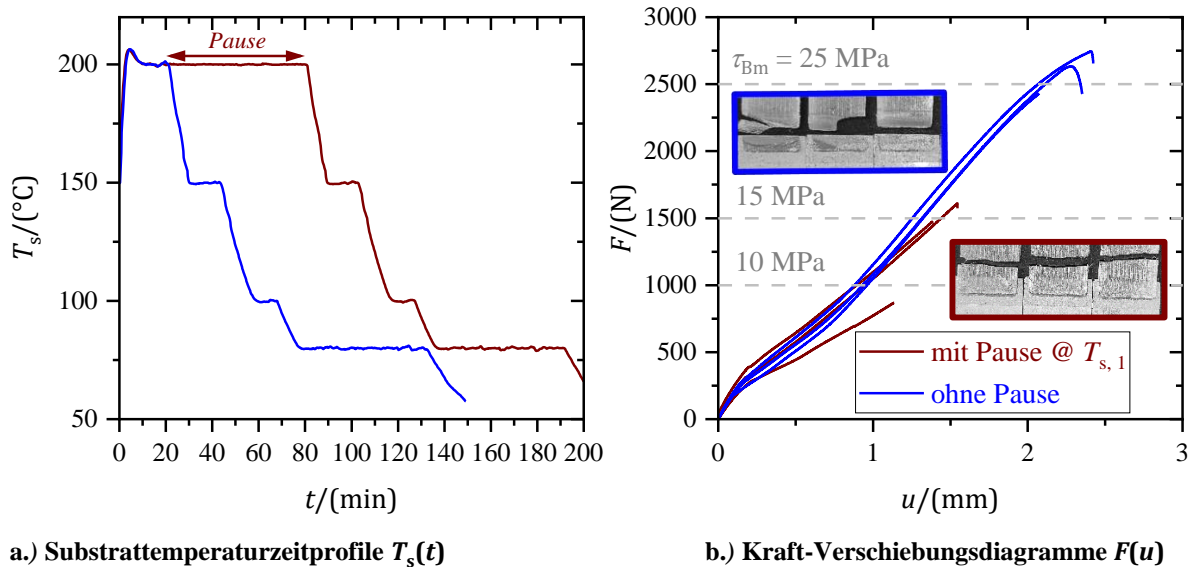 Pause
200
150
100
50
T_s/(°C)
0 20 40 60 80 100 120 140 160 180 200
t/(min)
a.) Substrattemperaturzeitprofile T_s(t)
3000
2500
2000
1500
1000
500
0
F/(N)
τ_Bm = 25 MPa
15 MPa
10 MPa
mit Pause @ T_s, 1
ohne Pause
0 1 2 3
u/(mm)
b.) Kraft-Verschiebungsdiagramme F(u)